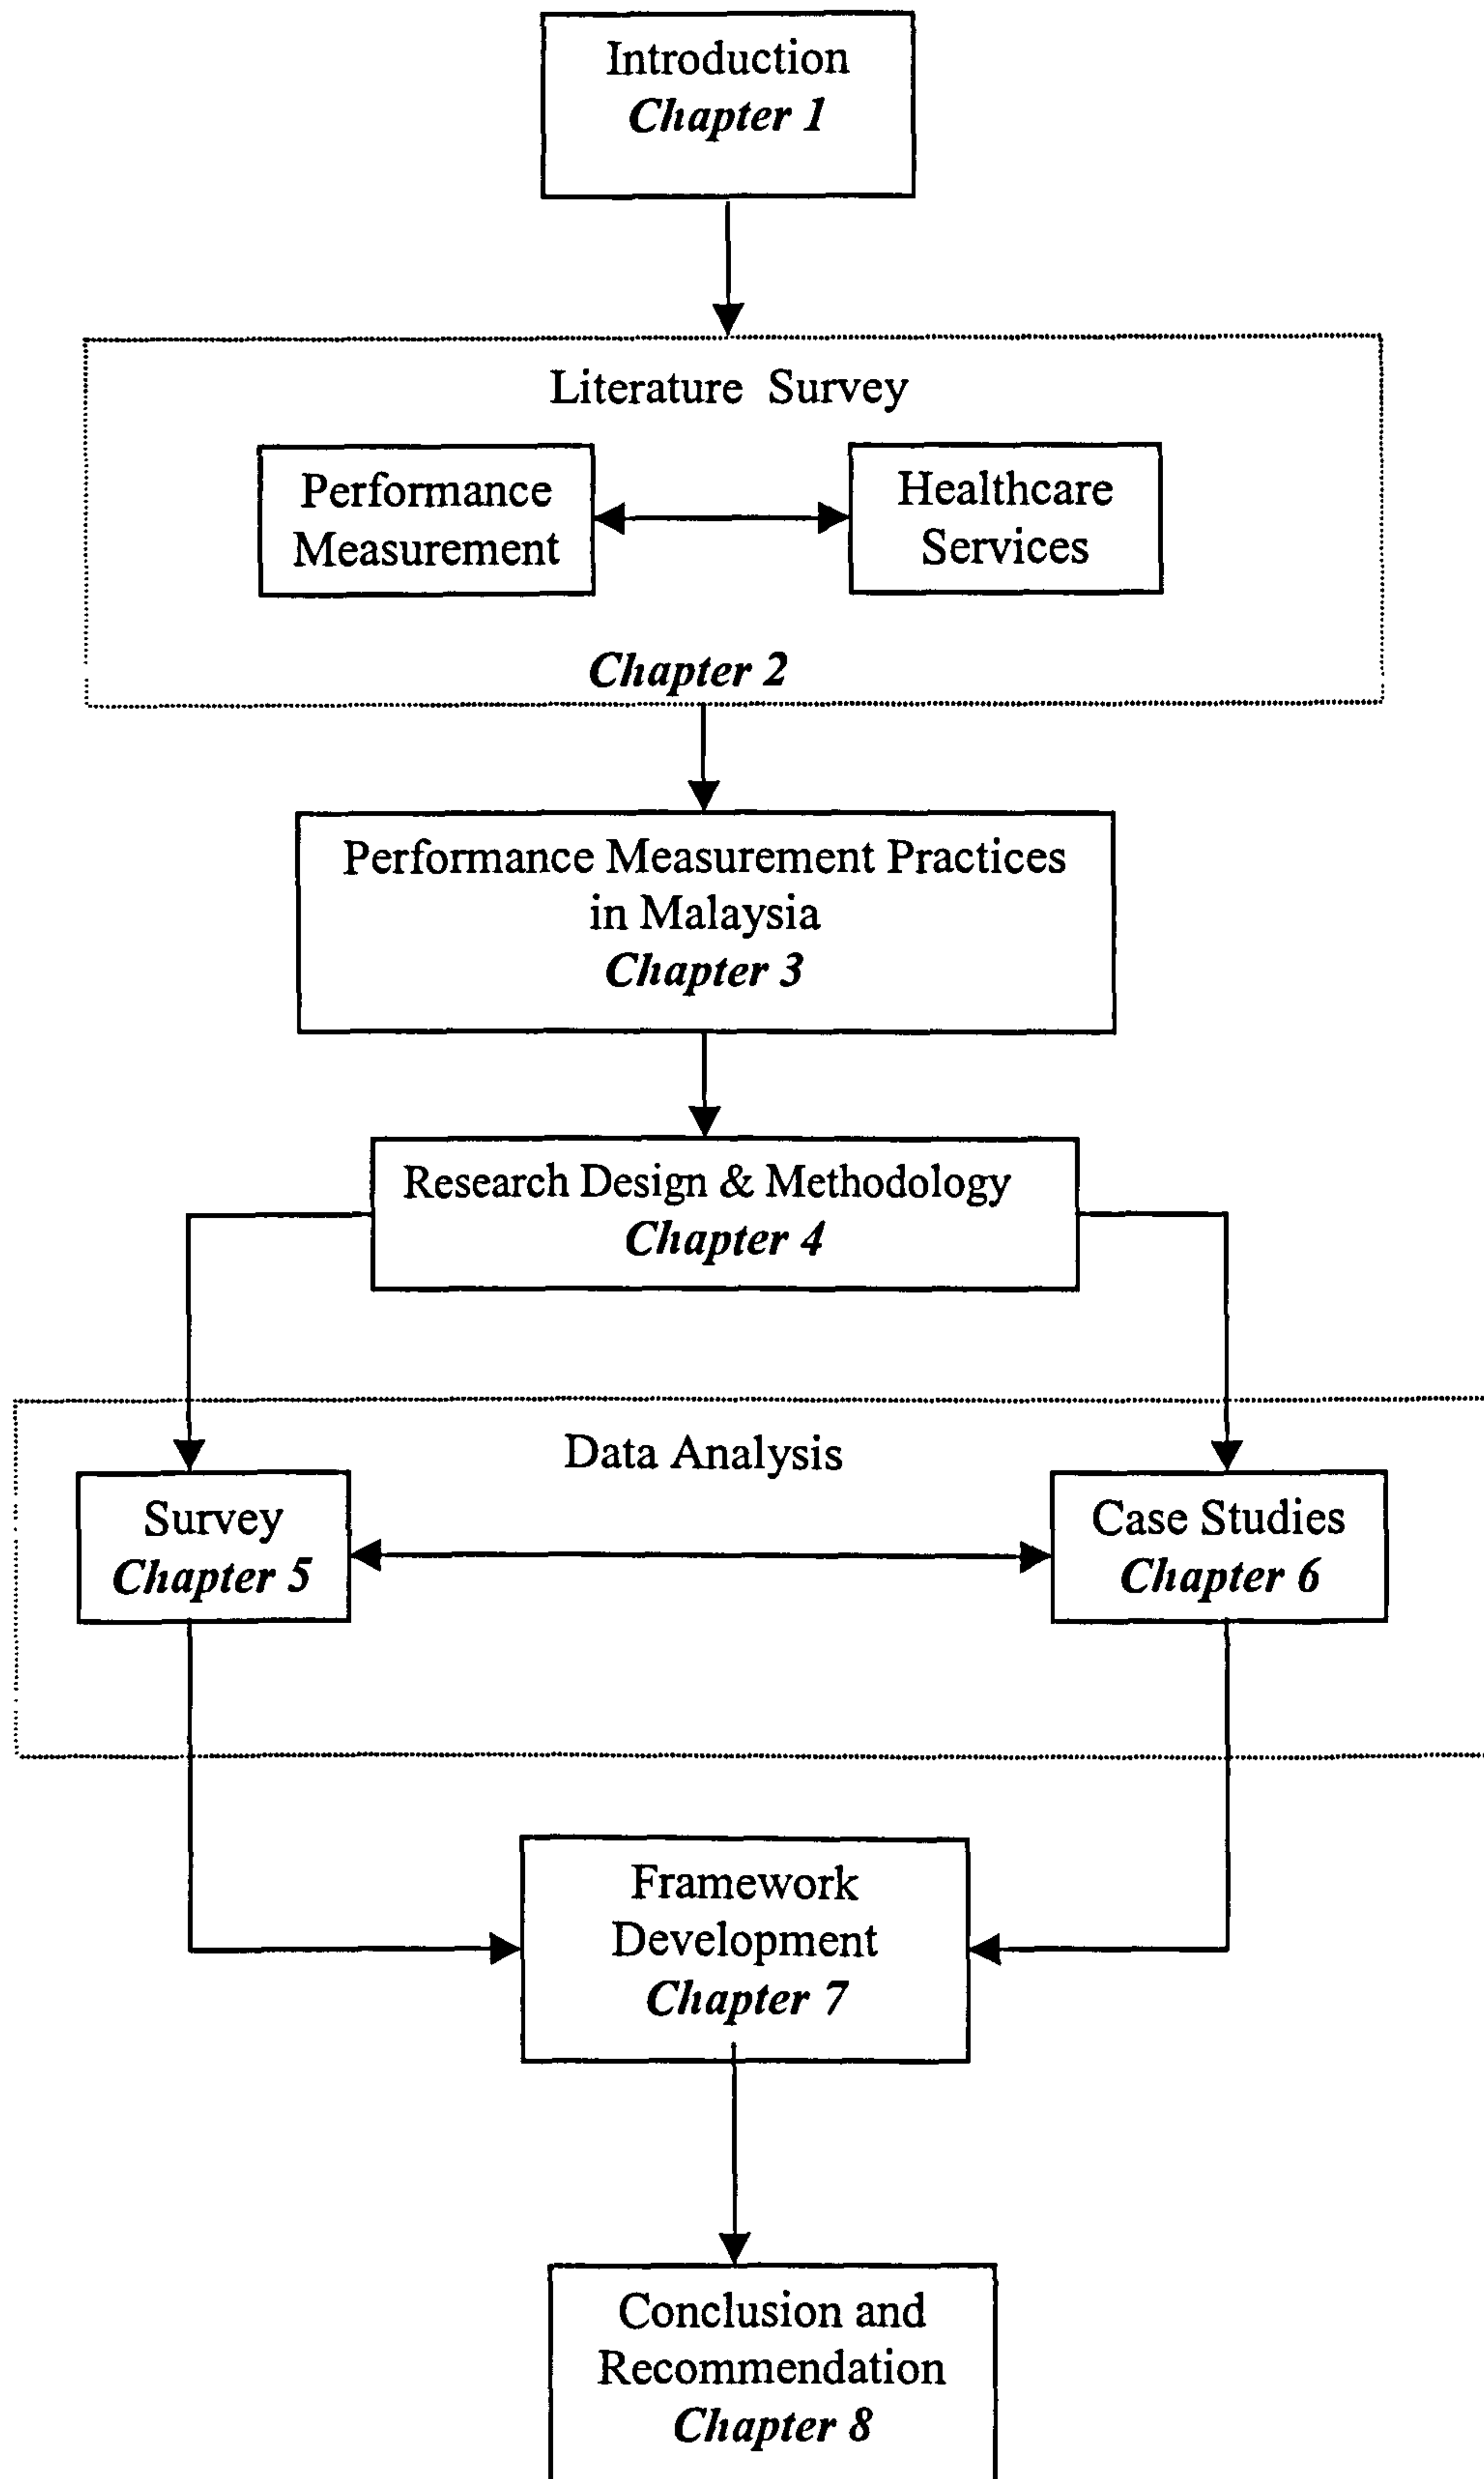 Introduction
Chapter 1
Literature Survey
Performance
Measurement
Healthcare
Services
Chapter 2
Performance Measurement Practices
in Malaysia
Chapter 3
Research Design & Methodology
Chapter 4
Data Analysis
Survey
Chapter 5
Case Studies
Chapter 6
Framework
Development
Chapter 7
Conclusion and
Recommendation
Chapter 8